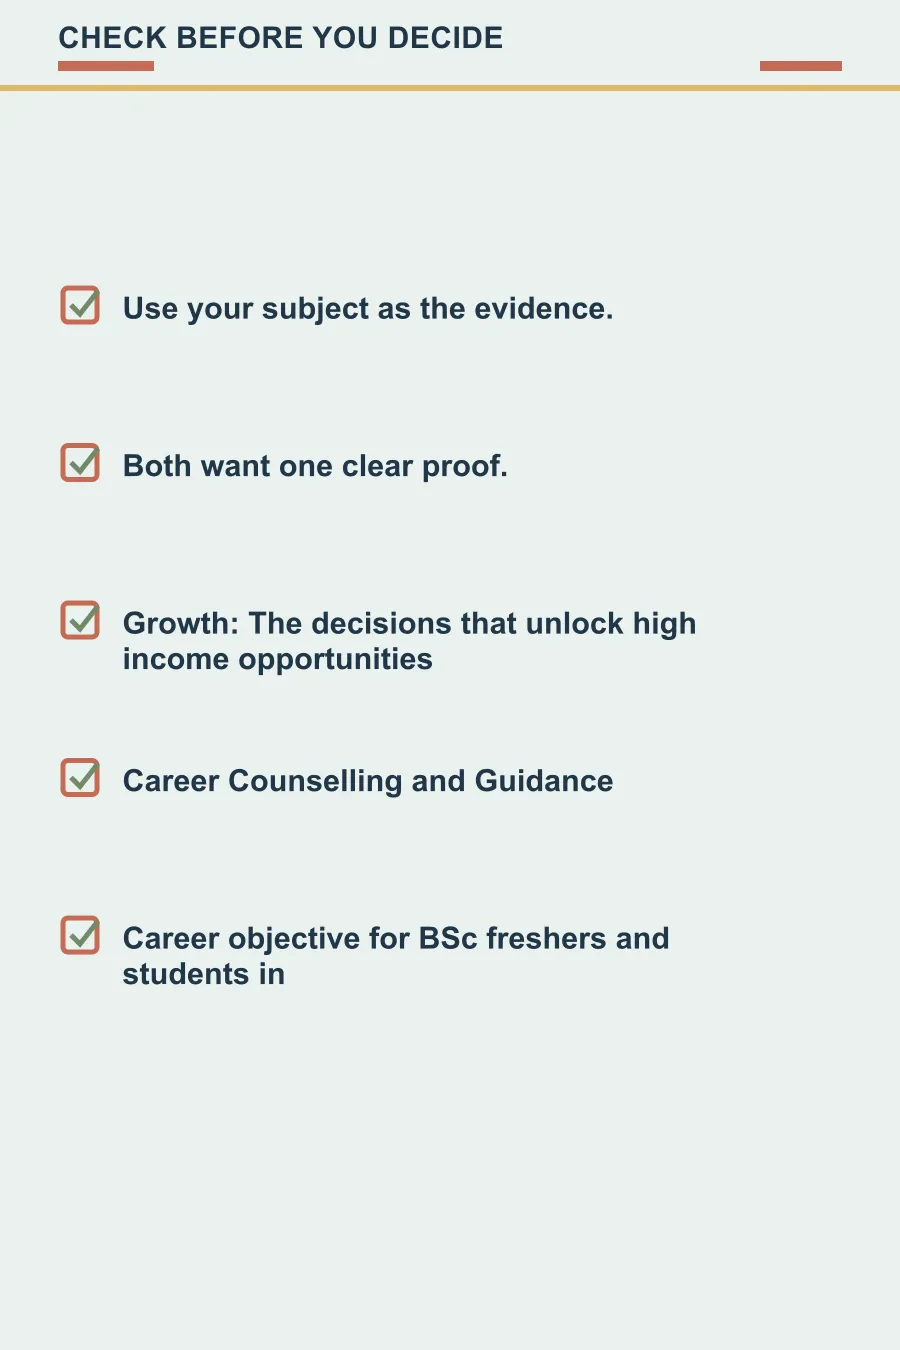 CHECK BEFORE YOU DECIDE
Use your subject as the evidence.
Both want one clear proof.
Growth: The decisions that unlock high
income opportunities
Career Counselling and Guidance
Career objective for BSc freshers and
students in